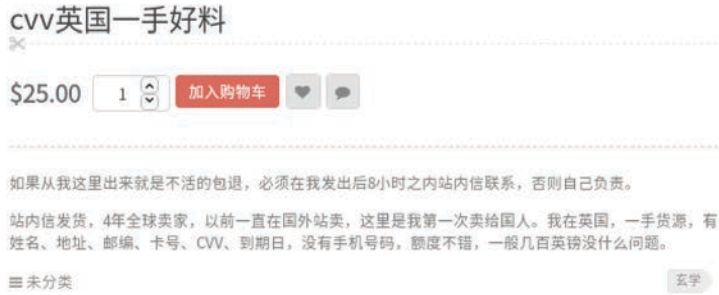 cvv英国一手好料
$25.00 1 加入购物车
如果从我这里出来就是不活的包退，必须在我发出后8小时之内站内信联系，否则自己负责。
站内信发货，4年全球卖家，以前一直在国外站卖，这里是我第一次卖给国人。我在英国，一手货源，有
姓名、地址、邮编、卡号、CVV、到期日，没有手机号码，额度不错，一般几百英镑没什么问题。
未分类 玄学